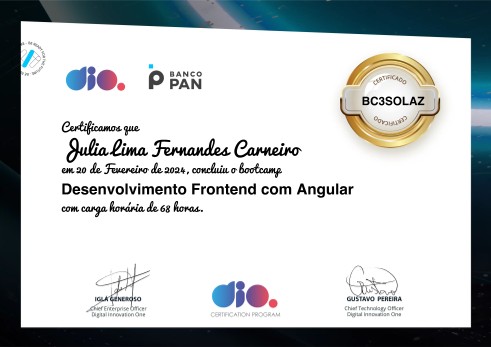 dio.
BANCO
PAN
CERTIFICADO
BC3SOLAZ
CERTIFICADO
Certificamos que
Julia Lima Fernandes Carneiro
em 20 de Fevereiro de 2024, concluiu o bootcamp
Desenvolvimento Frontend com Angular
com carga horária de 68 horas.
IGLÁ GENEROSO
Chief Enterprise Officer
Digital Innovation One
dio.
CERTIFICATION PROGRAM
GUSTAVO PEREIRA
Chief Technology Officer
Digital Innovation One